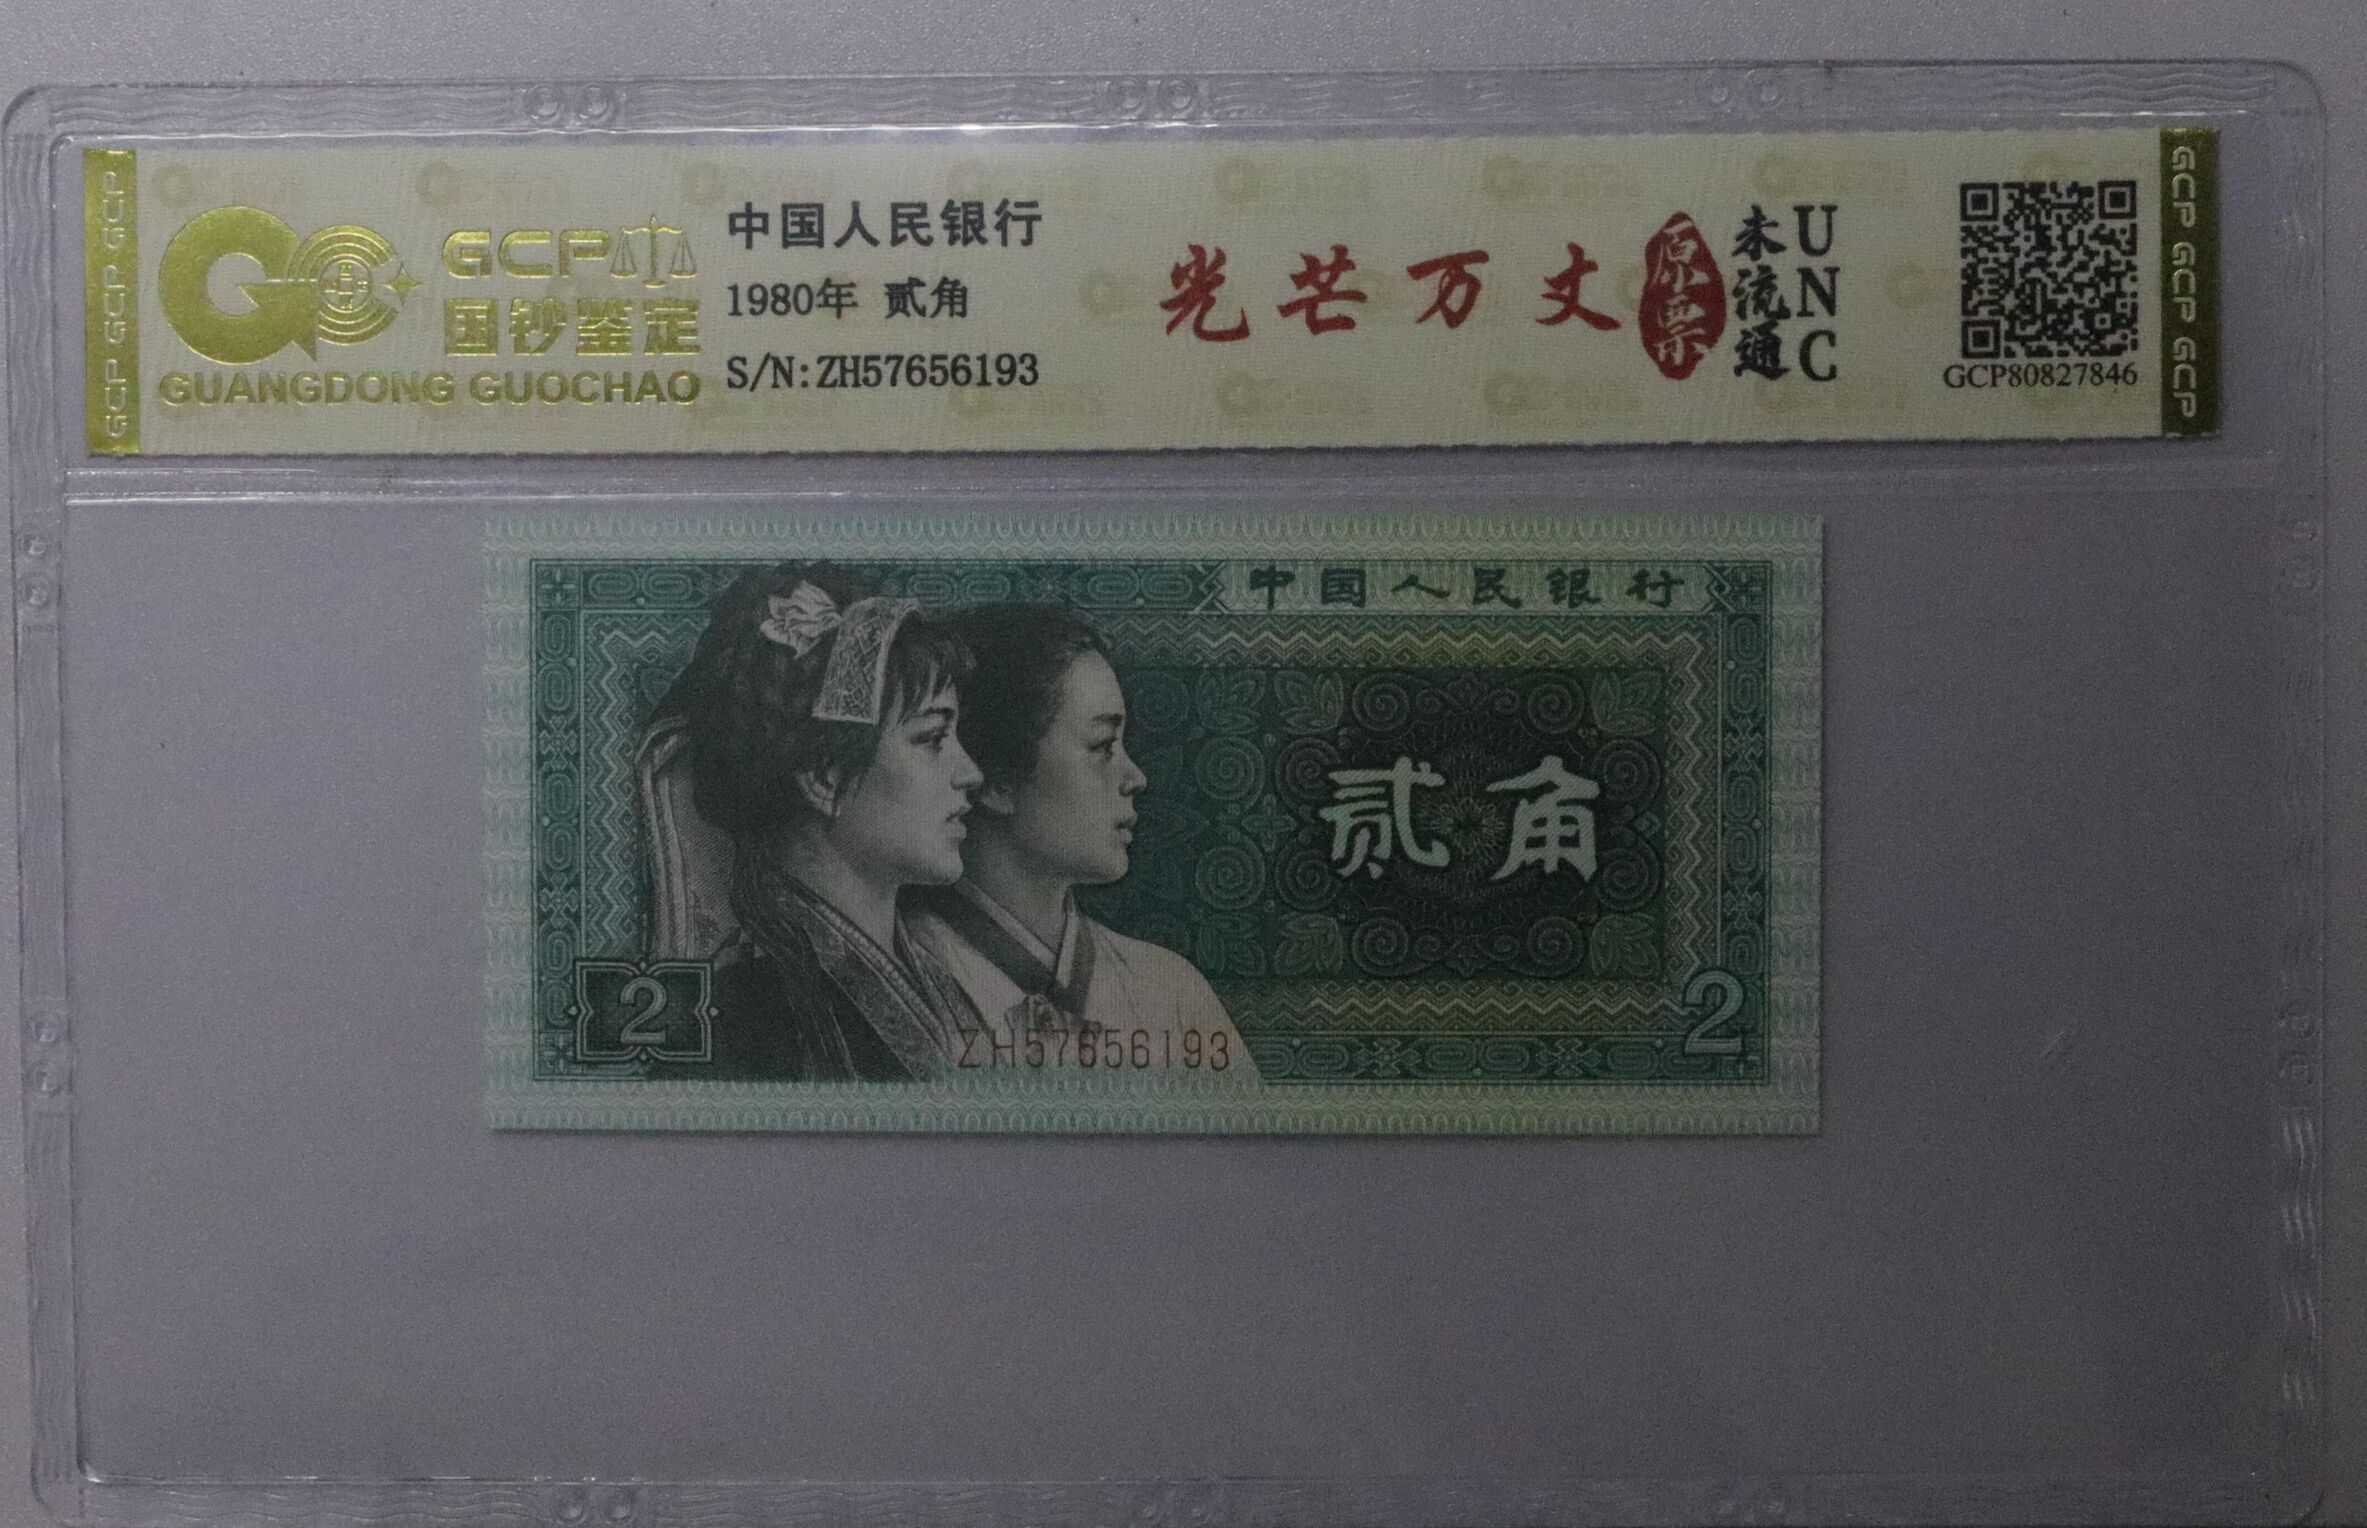 GCP GCP GCP
GCP
国钞鉴定
GUANGDONG GUOCHAO
中国人民银行
1980年 贰角
S/N:ZH57656193
光芒万丈
原票
未流通
UNC
GCP80827846
GCP GCP GCP
中国人民银行
贰角
2
ZH57656193
2